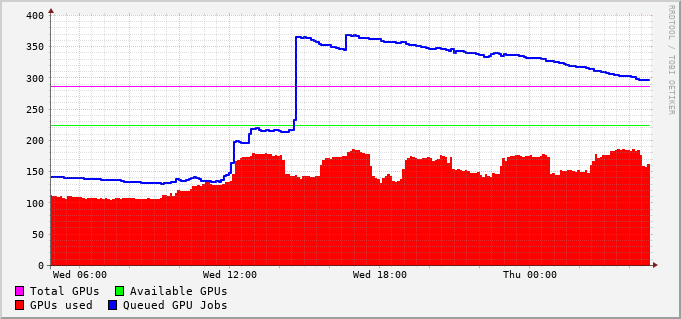 400
350
300
250
200
150
100
50
0
Wed 06:00 Wed 12:00 Wed 18:00 Thu 00:00
Total GPUs Available GPUs
GPUs used Queued GPU Jobs
RRDTOOL / TOBI OETIKER